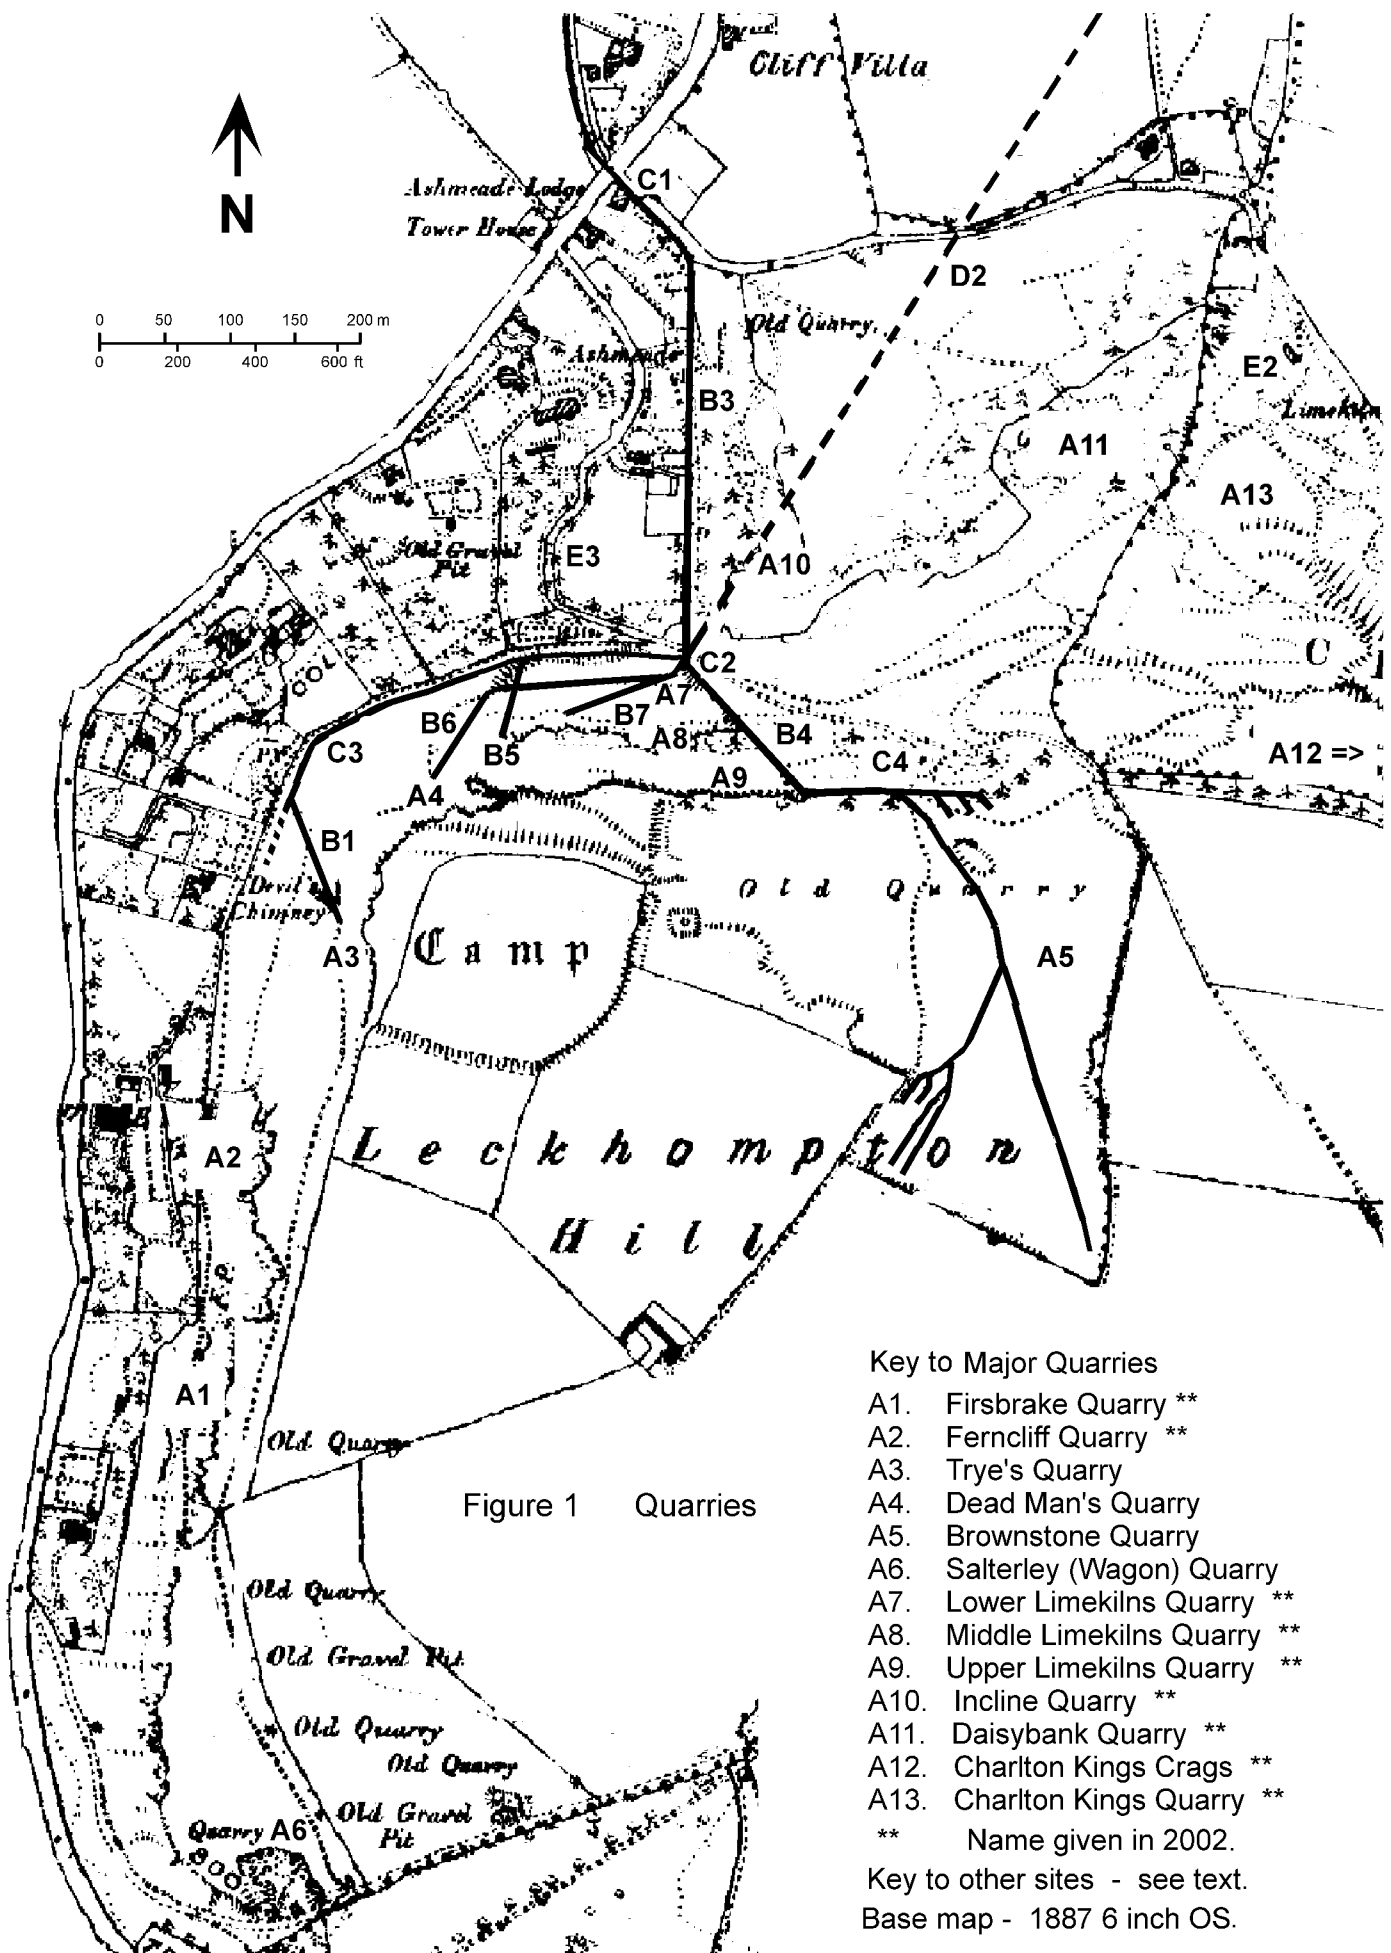 Cliff Villa
C1
Ashmeade Lodge
Tower House
N
D2
0 50 100 150 200 m
0 200 400 600 ft
Old Quarry
Ashmeade
B3
E2
Limekiln
A11
A13
Old Gravel
Pit
E3
A10
C
C2
A7
B7
B6
B5
A8
B4
C3
C4
A12 =>
A4
A9
B1
Devil's
Chimney
Old Quarry
A3
Camp
A5
A2
Leckhampton
Hill
A1
Old Quarry
Figure 1 Quarries
Old Quarry
Old Gravel Pit
Old Quarry
Old Quarry
Old Gravel
Pit
Quarry A6
Key to Major Quarries
A1. Firsbrake Quarry **
A2. Ferncliff Quarry **
A3. Trye's Quarry
A4. Dead Man's Quarry
A5. Brownstone Quarry
A6. Salterley (Wagon) Quarry
A7. Lower Limekilns Quarry **
A8. Middle Limekilns Quarry **
A9. Upper Limekilns Quarry **
A10. Incline Quarry **
A11. Daisybank Quarry **
A12. Charlton Kings Crags **
A13. Charlton Kings Quarry **
** Name given in 2002.
Key to other sites - see text.
Base map - 1887 6 inch OS.